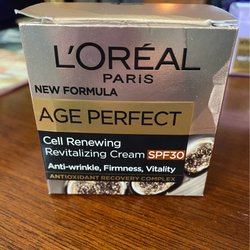 L'ORÉAL
PARIS
NEW FORMULA
AGE PERFECT
Cell Renewing
Revitalizing Cream SPF30
Anti-wrinkle, Firmness, Vitality
ANTIOXIDANT RECOVERY COMPLEX